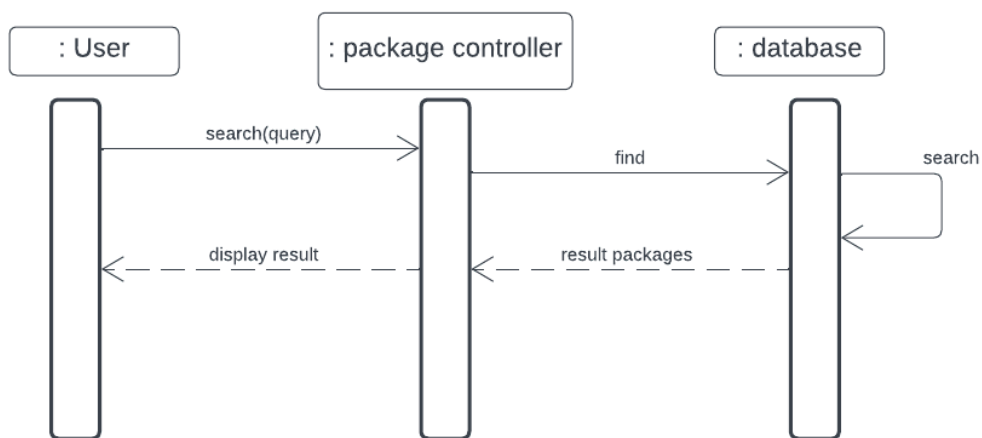 : User
: package controller
: database
search(query)
find
search
display result
result packages